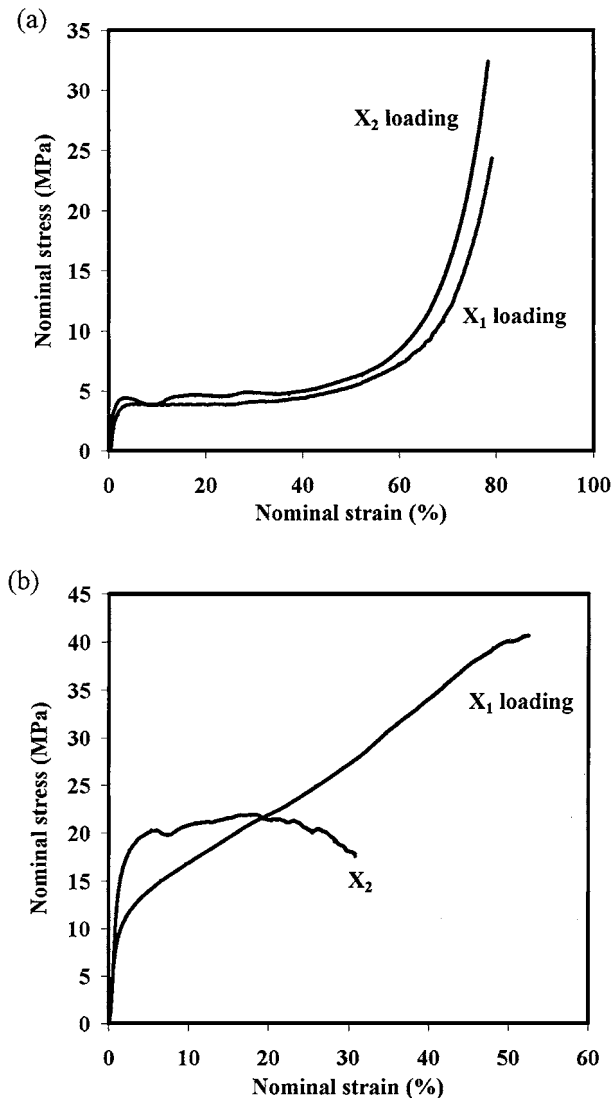 (a)
35
30
25
20
15
10
5
0
Nominal stress (MPa)
X₂ loading
X₁ loading
0 20 40 60 80 100
Nominal strain (%)
(b)
45
40
35
30
25
20
15
10
5
0
Nominal stress (MPa)
X₁ loading
X₂
0 10 20 30 40 50 60
Nominal strain (%)